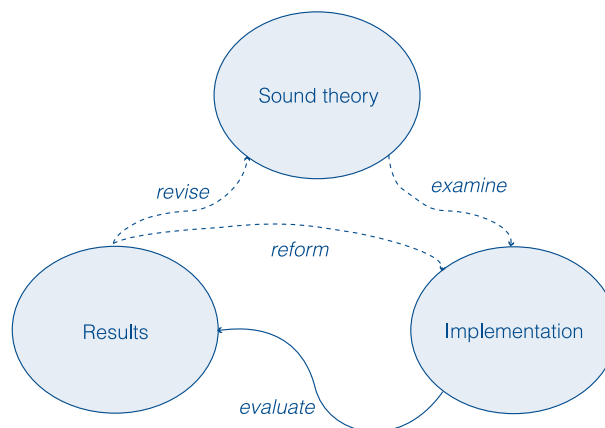 Sound theory
revise
examine
reform
Results
Implementation
evaluate